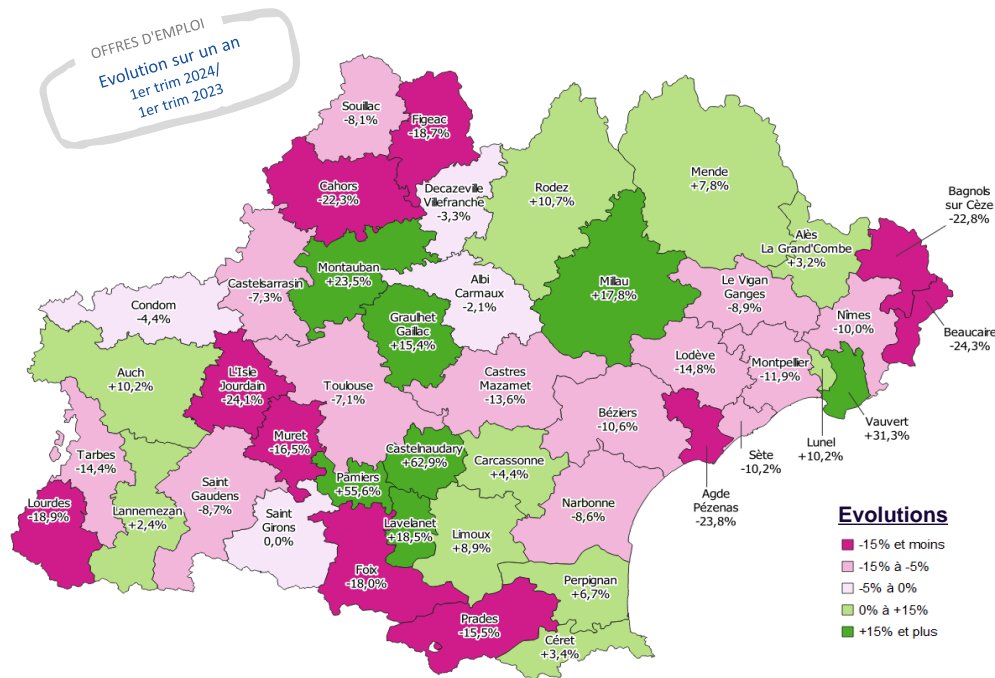 OFFRES D'EMPLOI
Evolution sur un an
1er trim 2024/
1er trim 2023
Souillac
-8,1%
Figeac
-18,7%
Cahors
-22,3%
Decazeville
Villefranche
-3,3%
Rodez
+10,7%
Mende
+7,8%
Bagnols
sur Cèze
-22,8%
Alès
La Grand'Combe
+3,2%
Montauban
+23,5%
Castelsarrasin
-7,3%
Condom
-4,4%
Albi
Carmaux
-2,1%
Millau
+17,8%
Le Vigan
Ganges
-8,9%
Nîmes
-10,0%
Beaucaire
-24,3%
Graulhet
Gaillac
+15,4%
Auch
+10,2%
L'Isle
Jourdain
-24,1%
Toulouse
-7,1%
Castres
Mazamet
-13,6%
Lodève
-14,8%
Montpellier
-11,9%
Béziers
-10,6%
Vauvert
+31,3%
Lunel
+10,2%
Sète
-10,2%
Agde
Pézenas
-23,8%
Tarbes
-14,4%
Muret
-16,5%
Castelnaudary
+62,9%
Carcassonne
+4,4%
Pamiers
+55,6%
Saint
Gaudens
-8,7%
Lourdes
-18,9%
Lannemezan
+2,4%
Saint
Girons
0,0%
Lavelanet
+18,5%
Limoux
+8,9%
Narbonne
-8,6%
Foix
-18,0%
Perpignan
+6,7%
Prades
-15,5%
Céret
+3,4%
Evolutions
-15% et moins
-15% à -5%
-5% à 0%
0% à +15%
+15% et plus